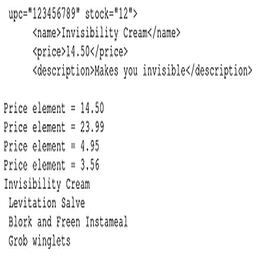 upc="123456789" stock="12">
<name>Invisibility Cream</name>
<price>14.50</price>
<description>Makes you invisible</description>
Price element = 14.50
Price element = 23.99
Price element = 4.95
Price element = 3.56
Invisibility Cream
Levitation Salve
Blork and Freen Instameal
Grob winglets